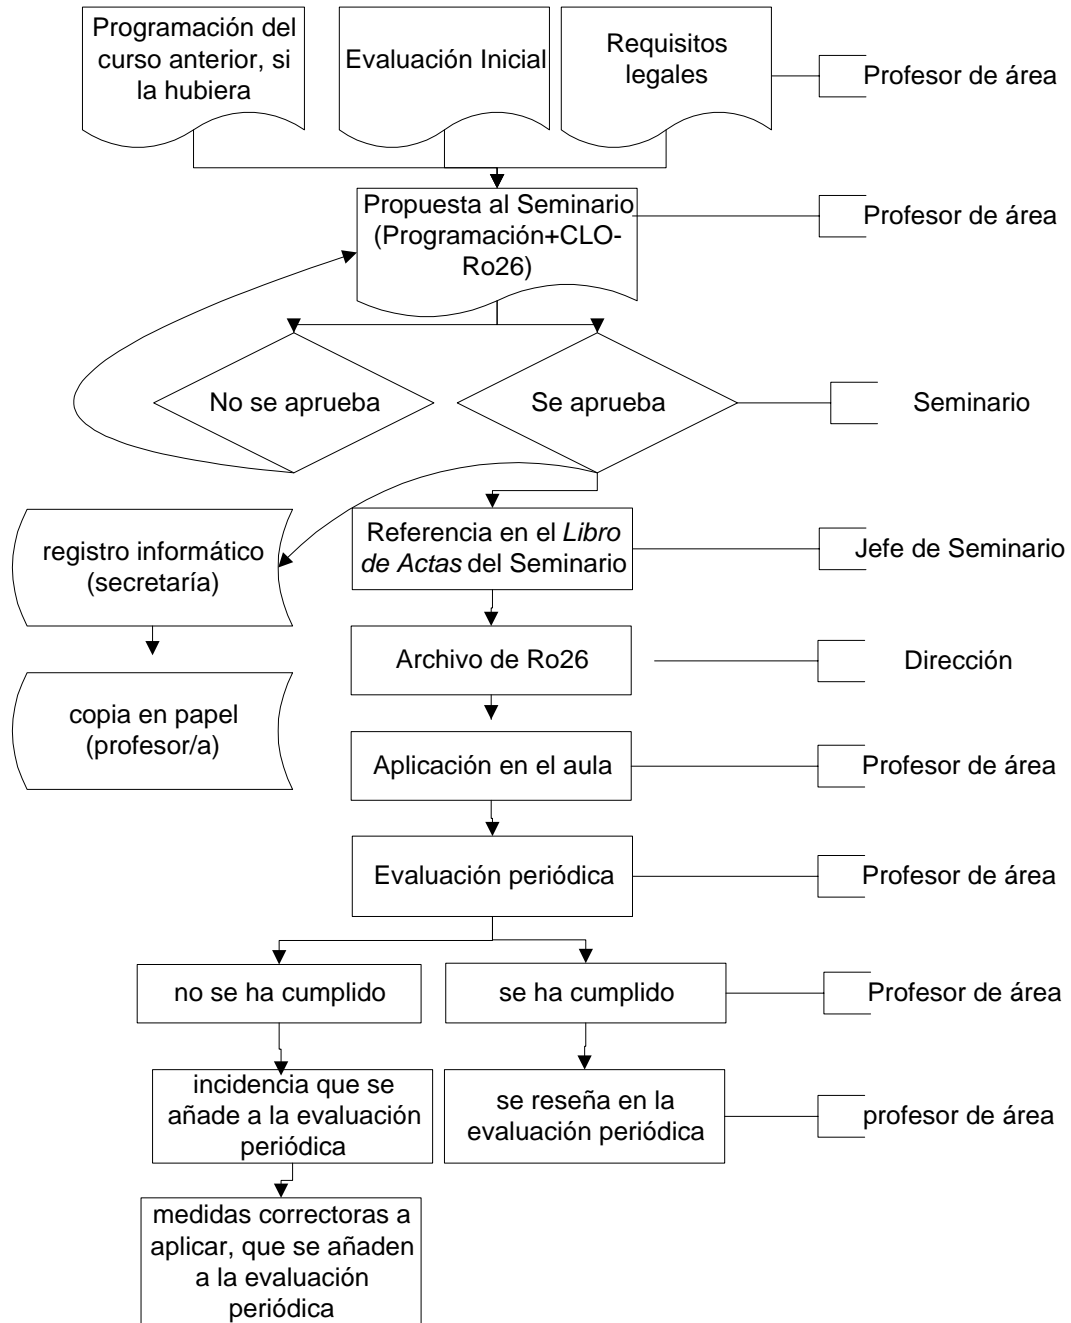 Programación del
curso anterior, si
la hubiera
Evaluación Inicial
Requisitos
legales
Profesor de área
Propuesta al Seminario
(Programación+CLO-
Ro26)
Profesor de área
No se aprueba
Se aprueba
Seminario
registro informático
(secretaría)
Referencia en el Libro
de Actas del Seminario
Jefe de Seminario
Archivo de Ro26
Dirección
copia en papel
(profesor/a)
Aplicación en el aula
Profesor de área
Evaluación periódica
Profesor de área
no se ha cumplido
se ha cumplido
Profesor de área
incidencia que se
añade a la evaluación
periódica
se reseña en la
evaluación periódica
profesor de área
medidas correctoras a
aplicar, que se añaden
a la evaluación
periódica